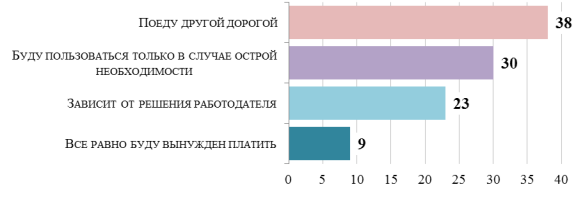 Поеду другой дорогой
38
Буду пользоваться только в случае острой
необходимости
30
Зависит от решения работодателя
23
Все равно буду вынужден платить
9
0 5 10 15 20 25 30 35 40